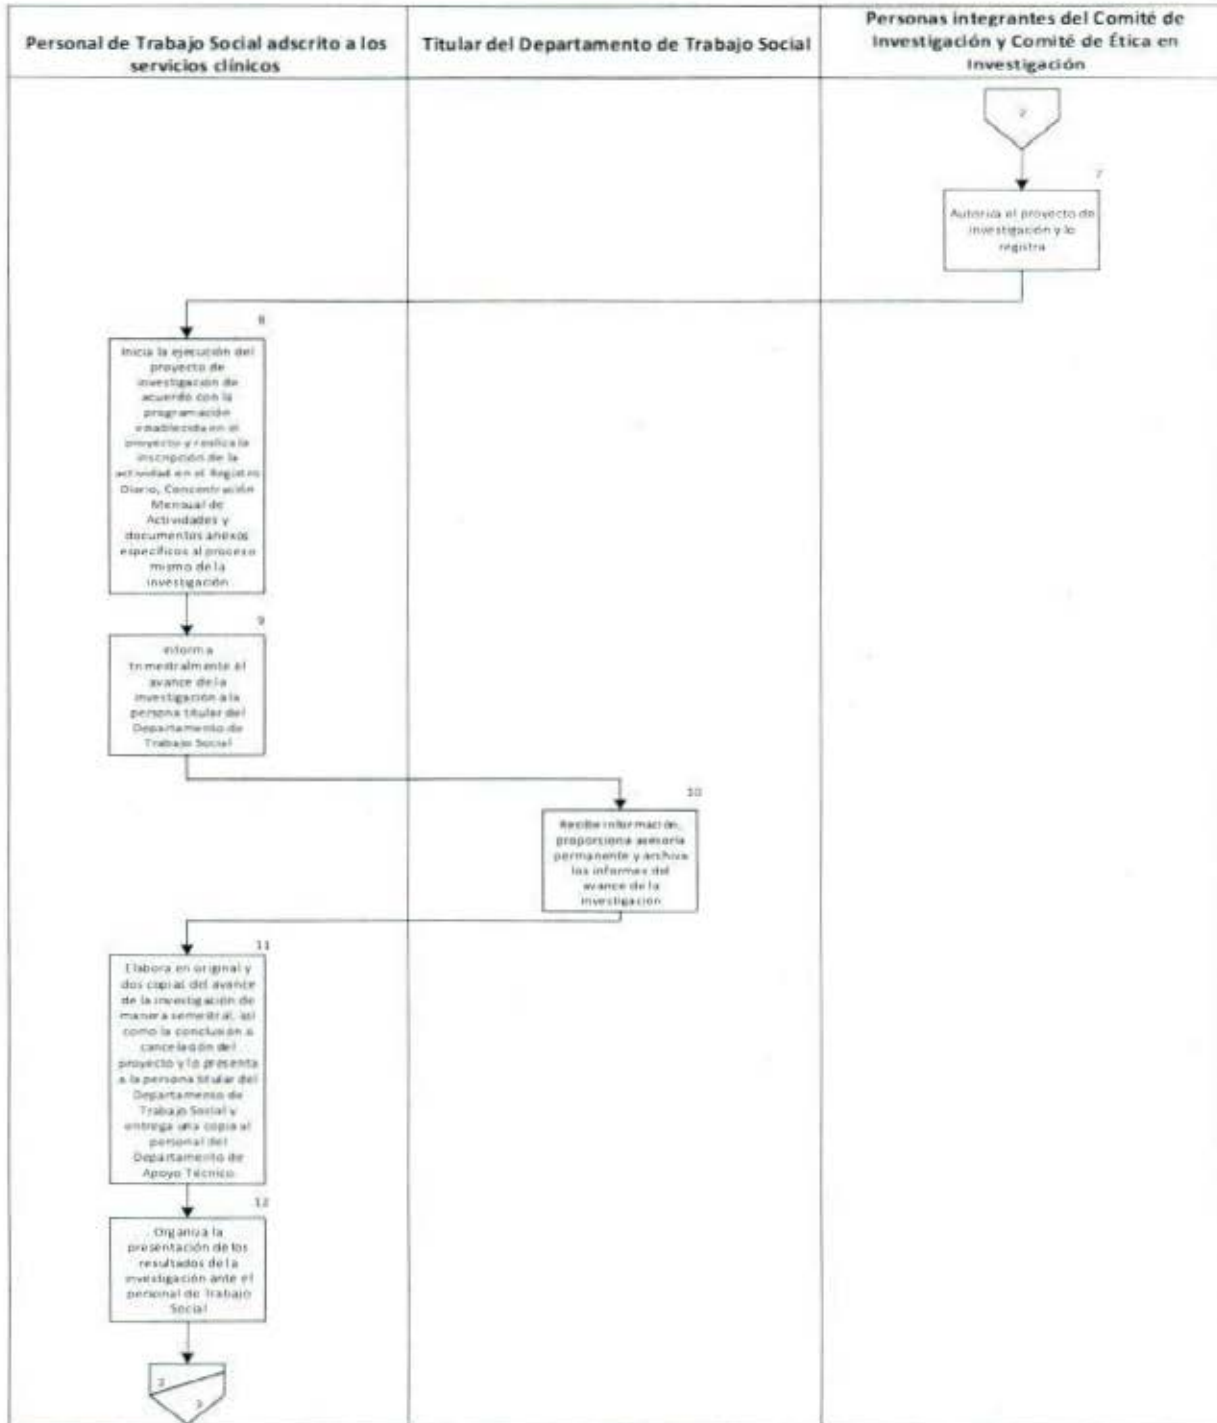 Personal de Trabajo Social adscrito a los
servicios clínicos
Titular del Departamento de Trabajo Social
Personas integrantes del Comité de
Investigación y Comité de Ética en
Investigación
2
7
Autoriza el proyecto de
investigación y lo
registra
8
Inicia la ejecución del
proyecto de
investigación de
acuerdo con la
programación
establecida en el
proyecto y realiza la
inscripción de la
actividad en el Registro
Diario, Concentración
Mensual de
Actividades y
documentos anexos
específicos al proceso
mismo de la
investigación
9
Informa
trimestralmente el
avance de la
investigación a la
persona titular del
Departamento de
Trabajo Social
10
Recibe información,
proporciona asesoría
permanente y archiva
los informes del
avance de la
investigación
11
Elabora en original y
dos copias del avance
de la investigación de
manera semestral, así
como la conclusión o
cancelación del
proyecto y lo presenta
a la persona titular del
Departamento de
Trabajo Social y
entrega una copia al
personal del
Departamento de
Apoyo Técnico
12
Organiza la
presentación de los
resultados de la
investigación ante el
personal de Trabajo
Social
2
3